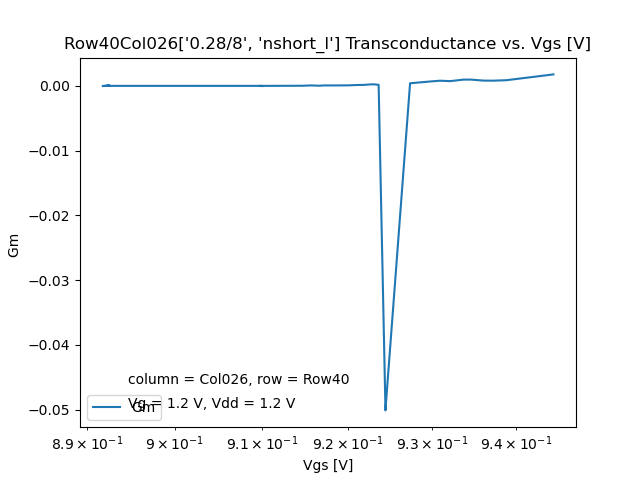 Row40Col026['0.28/8', 'nshort_l'] Transconductance vs. Vgs [V]
0.00
−0.01
−0.02
−0.03
−0.04
−0.05
Gm
column = Col026, row = Row40
Vg = 1.2 V, Vdd = 1.2 V
Gm
8.9 × 10⁻¹ 9 × 10⁻¹ 9.1 × 10⁻¹ 9.2 × 10⁻¹ 9.3 × 10⁻¹ 9.4 × 10⁻¹
Vgs [V]